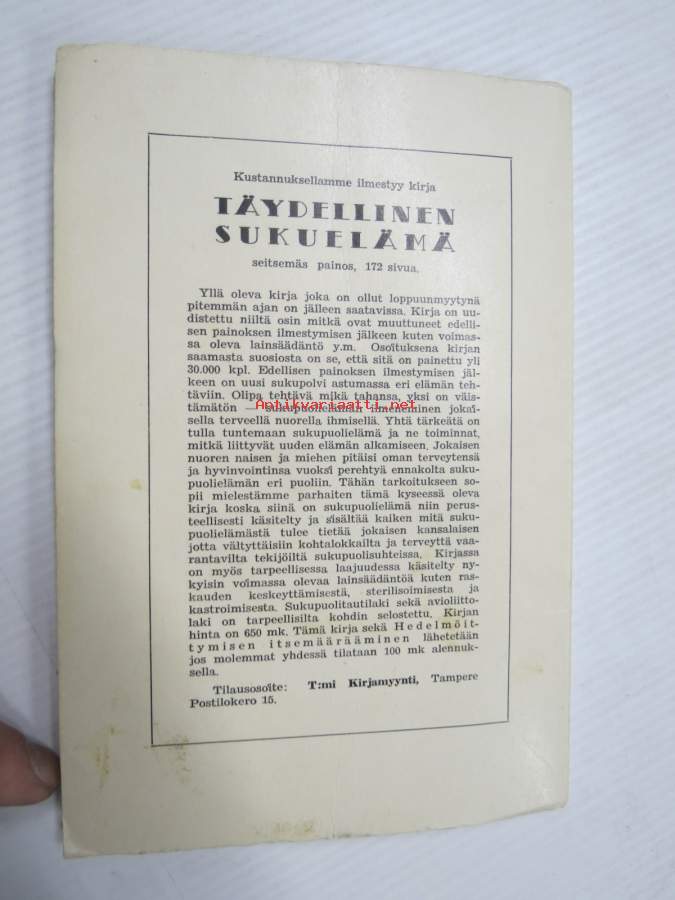 Kustannuksellamme ilmestyy kirja
TÄYDELLINEN
SUKUELÄMÄ
seitsemäs painos, 172 sivua.
Yllä oleva kirja joka on ollut loppuunmyytynä
pitemmän ajan on jälleen saatavissa. Kirja on uu-
distettu niiltä osin mitkä ovat muuttuneet edelli-
sen painoksen ilmestymisen jälkeen kuten voimas-
sa oleva lainsäädäntö y.m. Osoituksena kirjan
saamasta suosiosta on se, että sitä on painettu yli
30.000 kpl. Edellisen painoksen ilmestymisen jäl-
keen on uusi sukupolvi astumassa eri elämän teh-
täviin. Olipa tehtävä mikä tahansa, yksi on väis-
tämätön — sukupuolielämän ilmeneminen jokai-
Antikvariaatti.net
sella terveellä nuorella ihmisellä. Yhtä tärkeätä on
tulla tuntemaan sukupuolielämä ja ne toiminnat,
mitkä liittyvät uuden elämän alkamiseen. Jokaisen
nuoren naisen ja miehen pitäisi oman terveytensä
ja hyvinvointinsa vuoksi perehtyä ennakolta suku-
puolielämän eri puoliin. Tähän tarkoitukseen so-
pii mielestämme parhaiten tämä kyseessä oleva
kirja koska siinä on sukupuolielämä niin perus-
teellisesti käsitelty ja sisältää kaiken mitä suku-
puolielämästä tulee tietää jokaisen kansalaisen
jotta vältyttäisiin kohtalokkailta ja terveyttä vaa-
rantavilta tekijöiltä sukupuolisuhteissa. Kirjassa
on myös tarpeellisessa laajuudessa käsitelty ny-
kyisin voimassa olevaa lainsäädäntöä kuten ras-
kauden keskeyttämisestä, sterilisoimisesta ja
kastroimisesta. Sukupuolitautilaki sekä avioliitto-
laki on tarpeellisilta kohdin selostettu. Kirjan
hinta on 650 mk. Tämä kirja sekä Hedelmöit-
tymisen itsemäärääminen lähetetään
jos molemmat yhdessä tilataan 100 mk alennuk-
sella.
Tilausosoite: T:mi Kirjamyynti, Tampere
Postilokero 15.